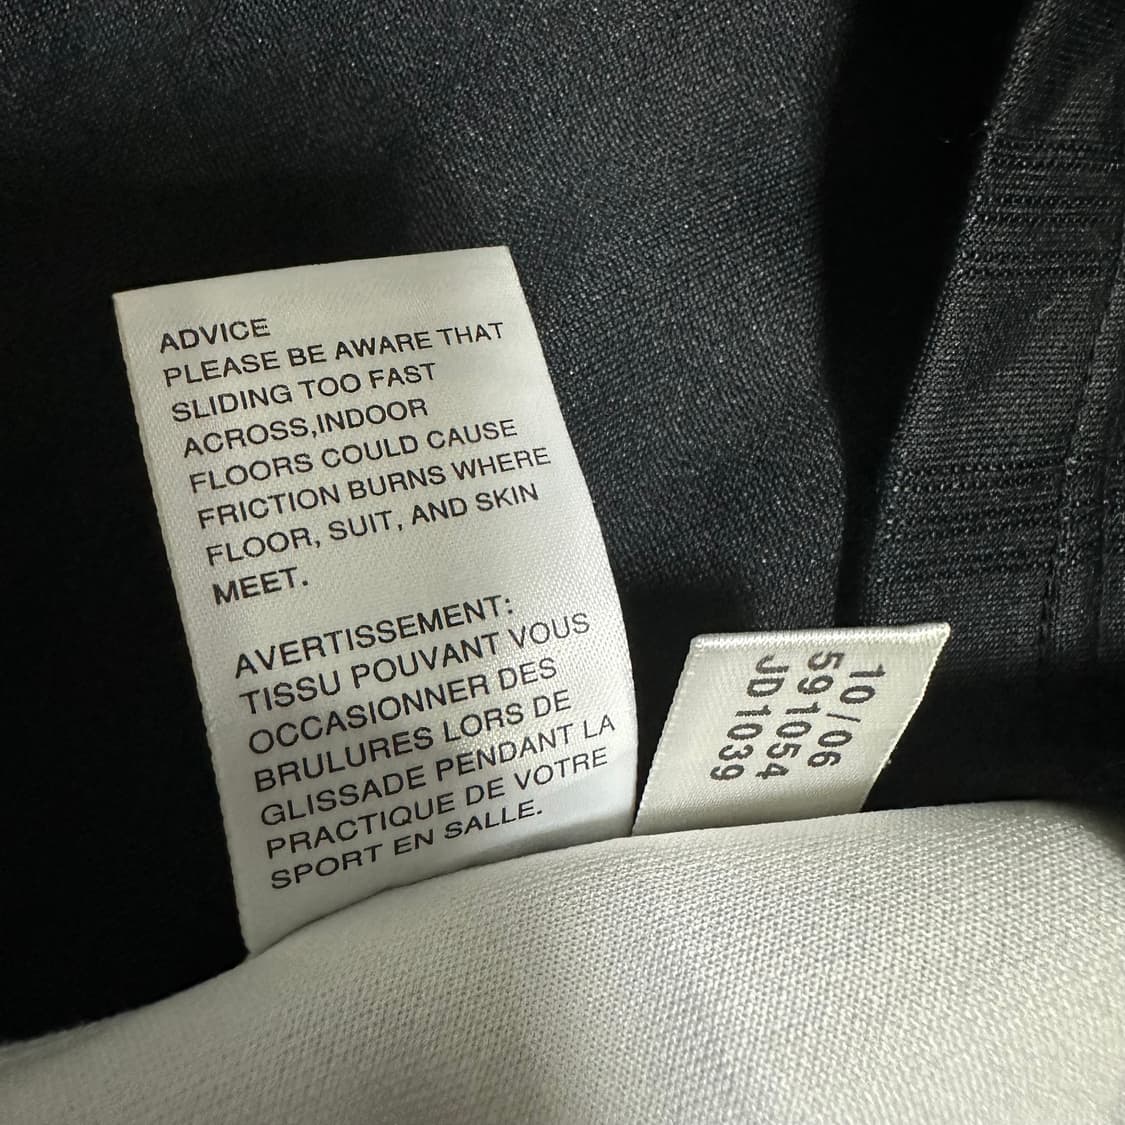 ADVICE
PLEASE BE AWARE THAT
SLIDING TOO FAST
ACROSS,INDOOR
FLOORS COULD CAUSE
FRICTION BURNS WHERE
FLOOR, SUIT, AND SKIN
MEET.
AVERTISSEMENT:
TISSU POUVANT VOUS
OCCASIONNER DES
BRULURES LORS DE
GLISSADE PENDANT LA
PRACTIQUE DE VOTRE
SPORT EN SALLE.
10/06
591054
JD1039